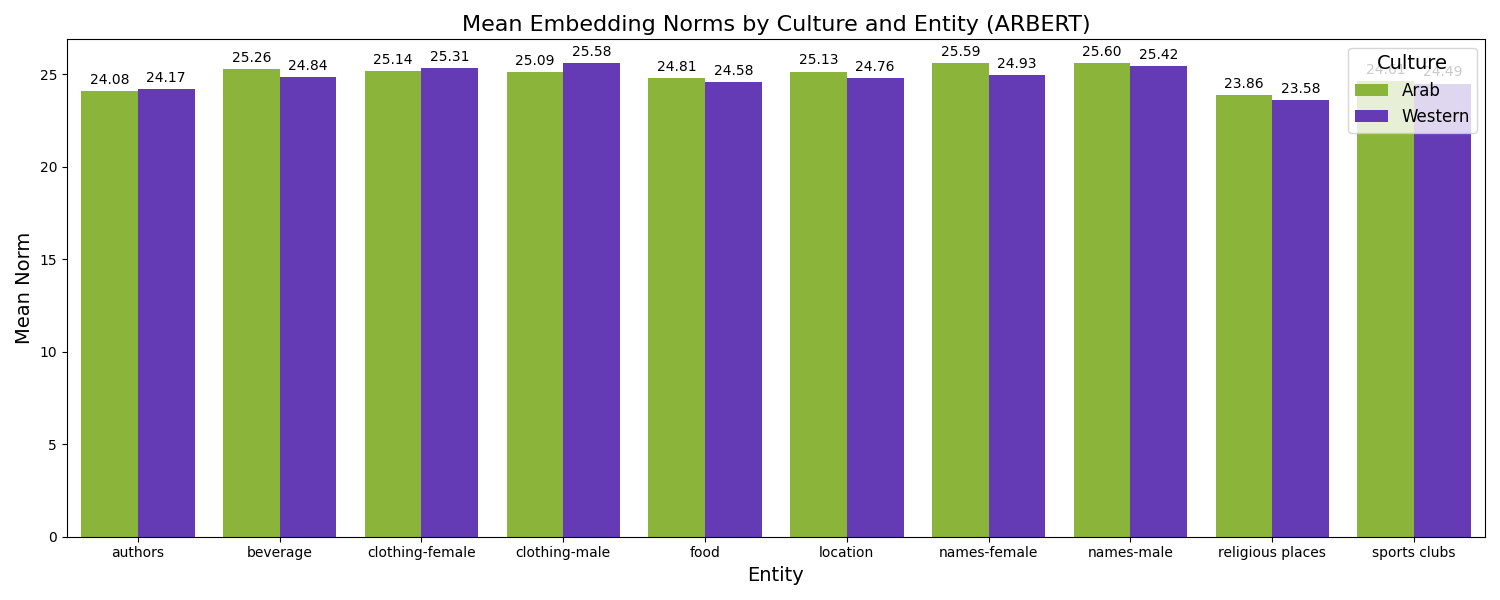 Mean Embedding Norms by Culture and Entity (ARBERT)
Mean Norm
25
20
15
10
5
0
24.08 24.17 25.26 24.84 25.14 25.31 25.09 25.58 24.81 24.58 25.13 24.76 25.59 24.93 25.60 25.42 23.86 23.58 24.61 24.49
Culture
Arab
Western
authors beverage clothing-female clothing-male food location names-female names-male religious places sports clubs
Entity